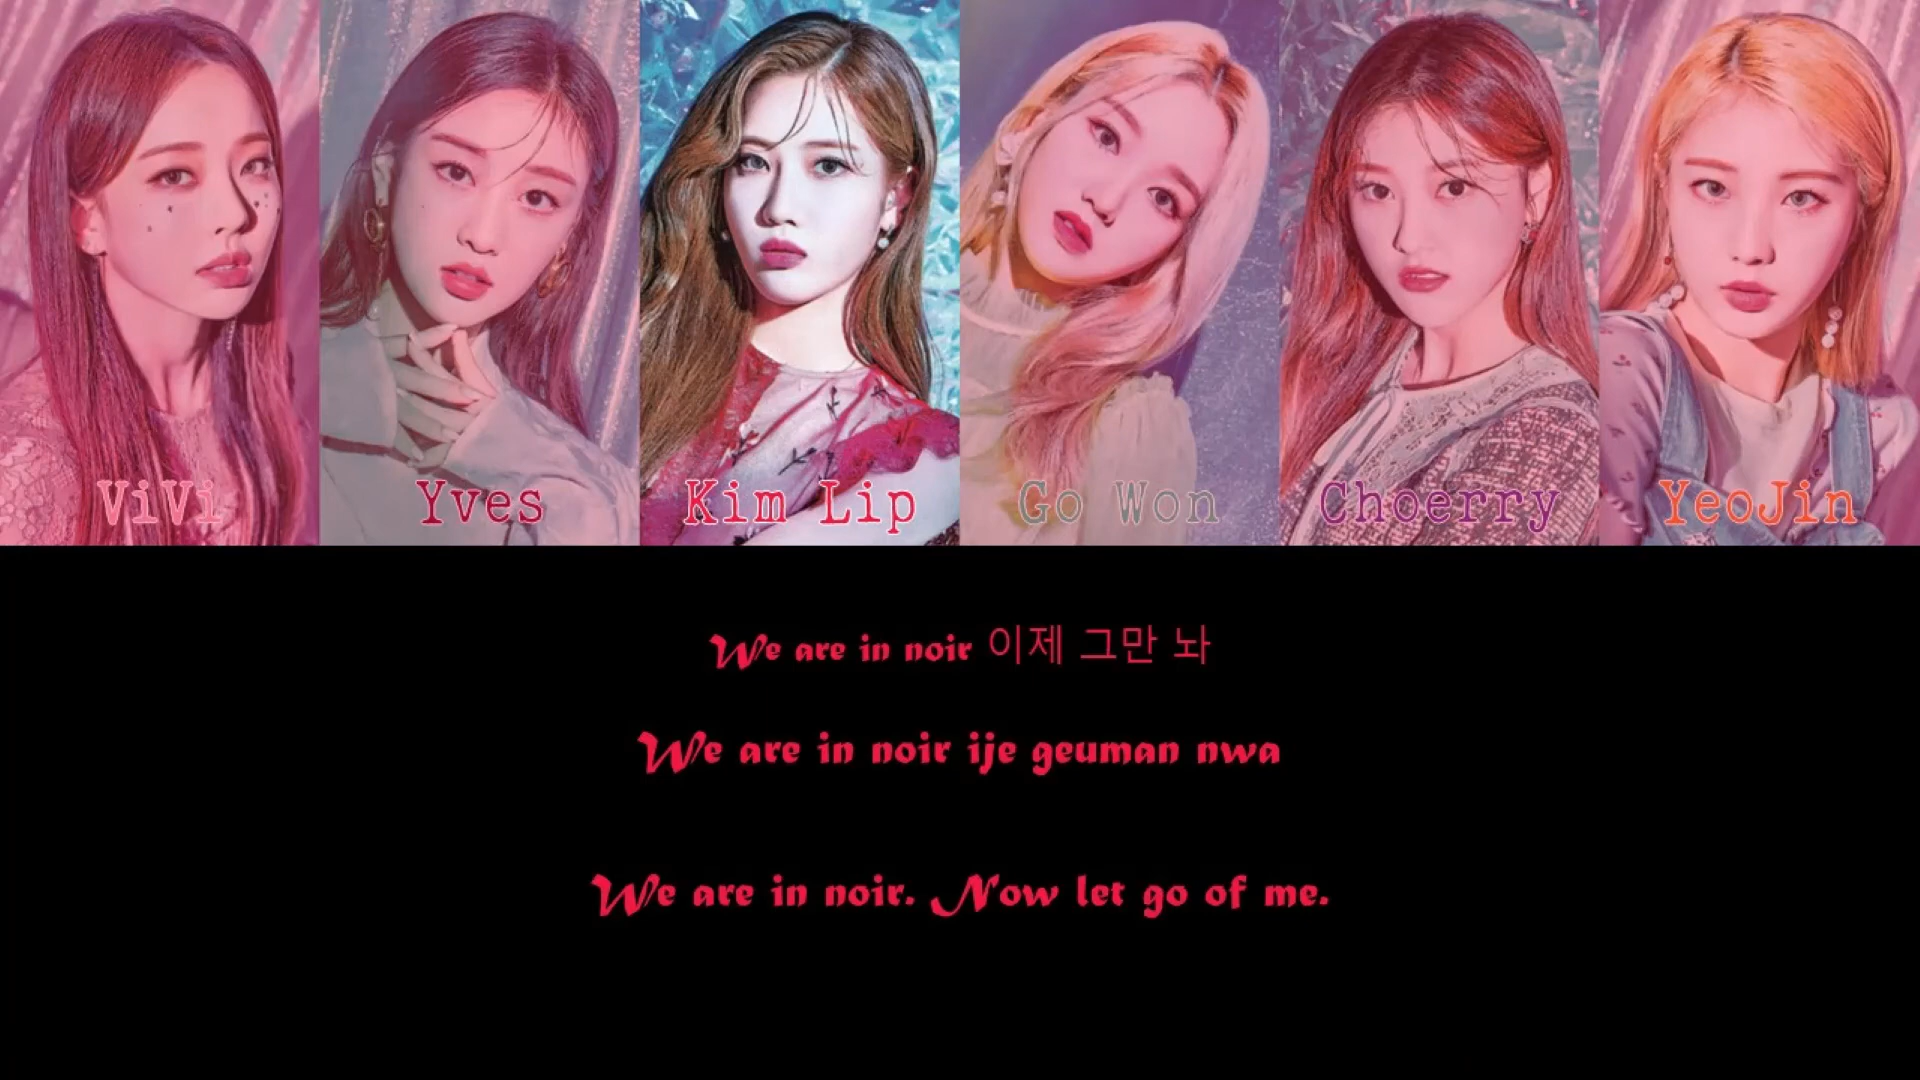 ViVi Yves Kim Lip Go Won Choerry YeoJin
We are in noir 이제 그만 놔
We are in noir ije geuman nwa
We are in noir. Now let go of me.